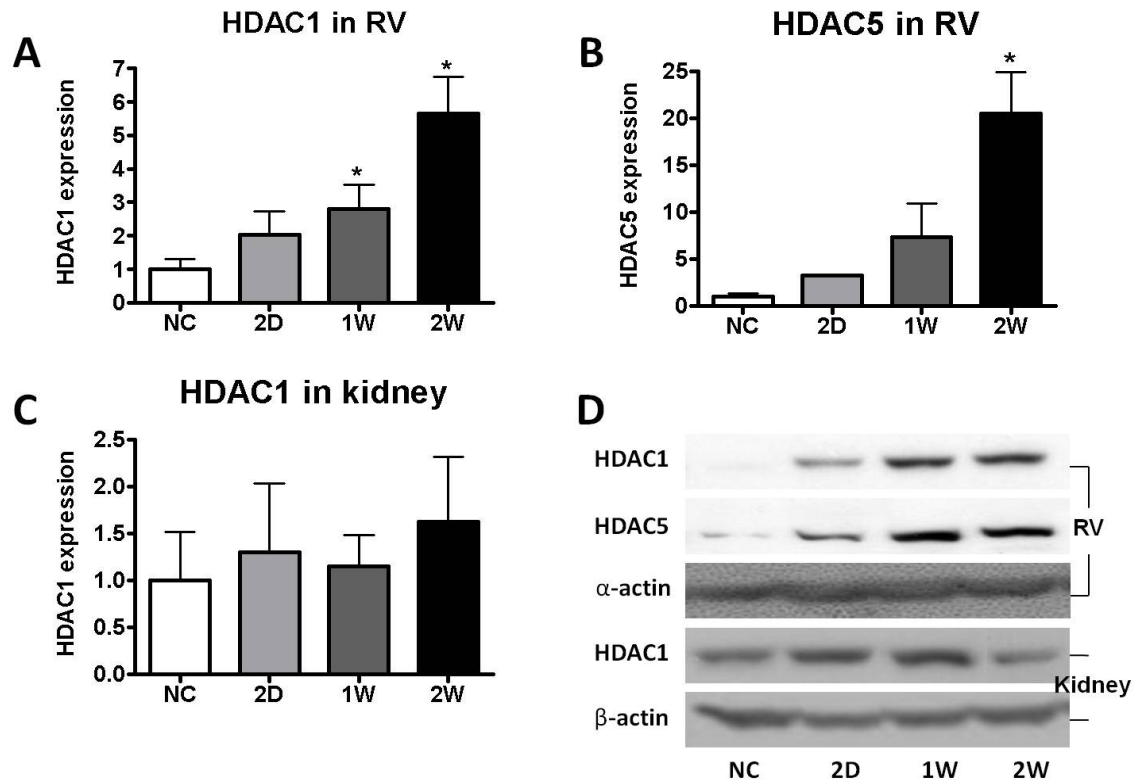 A
HDAC1 in RV
HDAC1 expression
7
6
5
4
3
2
1
0
*
*
NC 2D 1W 2W
B
HDAC5 in RV
HDAC5 expression
25
20
15
10
5
0
*
NC 2D 1W 2W
C
HDAC1 in kidney
HDAC1 expression
2.5
2.0
1.5
1.0
0.5
0.0
NC 2D 1W 2W
D
HDAC1
HDAC5
RV
α-actin
HDAC1
Kidney
β-actin
NC 2D 1W 2W